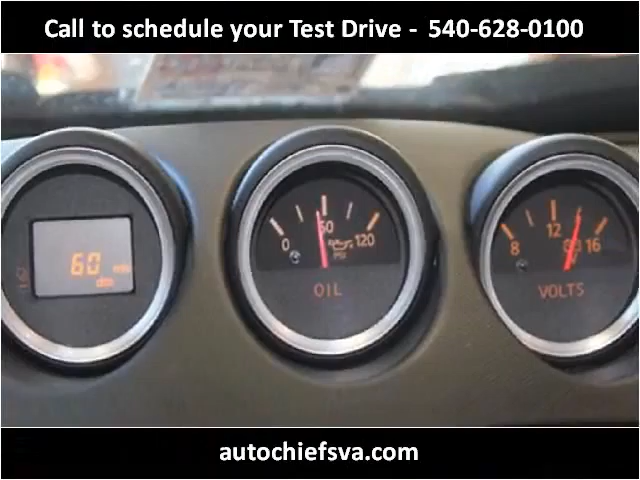 Call to schedule your Test Drive - 540-628-0100
60
0 60 120
PSI
OIL
8 12 16
VOLTS
autochiefsva.com